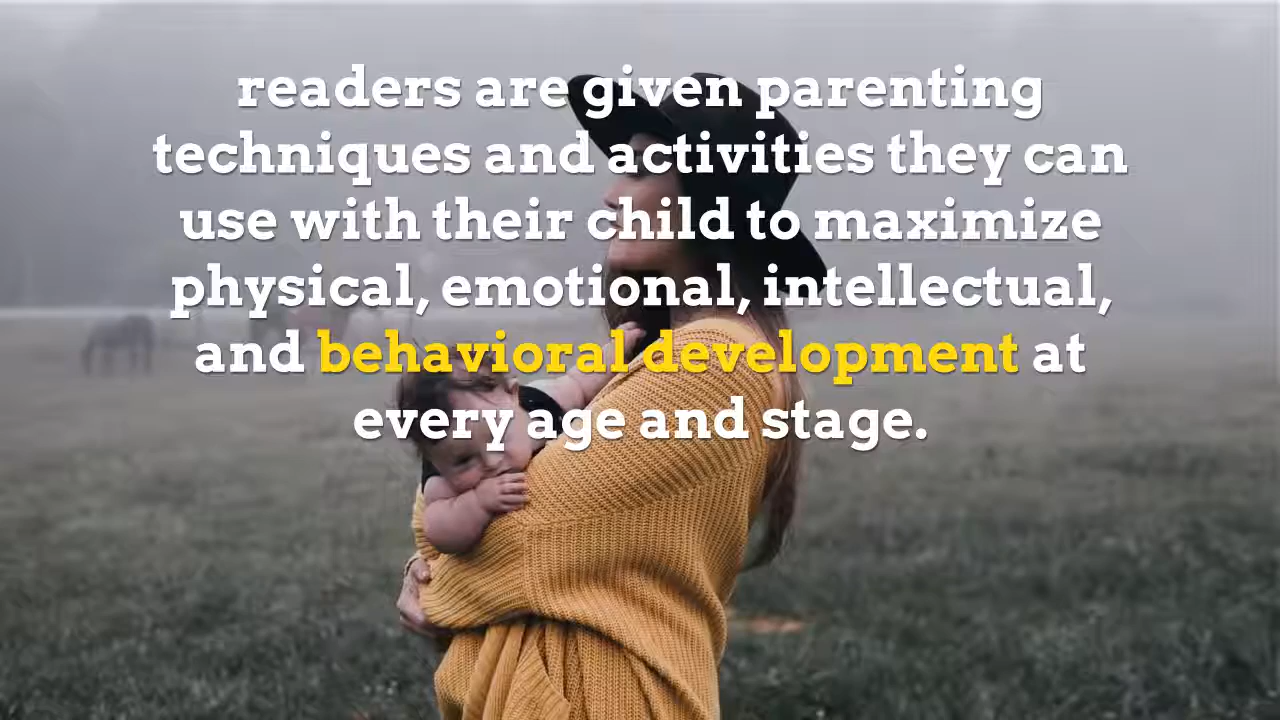 readers are given parenting
techniques and activities they can
use with their child to maximize
physical, emotional, intellectual,
and behavioral development at
every age and stage.